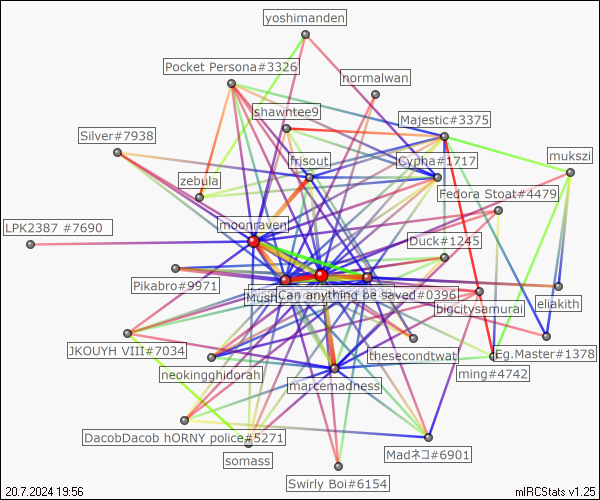 yoshimanden
Pocket Persona#3326
normalwan
shawntee9
Majestic#3375
Silver#7938
frisout
Cypha#1717
mukszi
zebula
Fedora Stoat#4479
moonraven
LPK2387 #7690
Duck#1245
Pikabro#9971
Mush
Can anything be saved#0396
eliakith
bigcitysamurai
JKOUYH VIII#7034
thesecondtwat
Eg.Master#1378
neokingghidorah
ming#4742
marcemadness
DacobDacob hORNY police#5271
somass
Madネコ#6901
Swirly Boi#6154
20.7.2024 19:56
mIRCStats v1.25